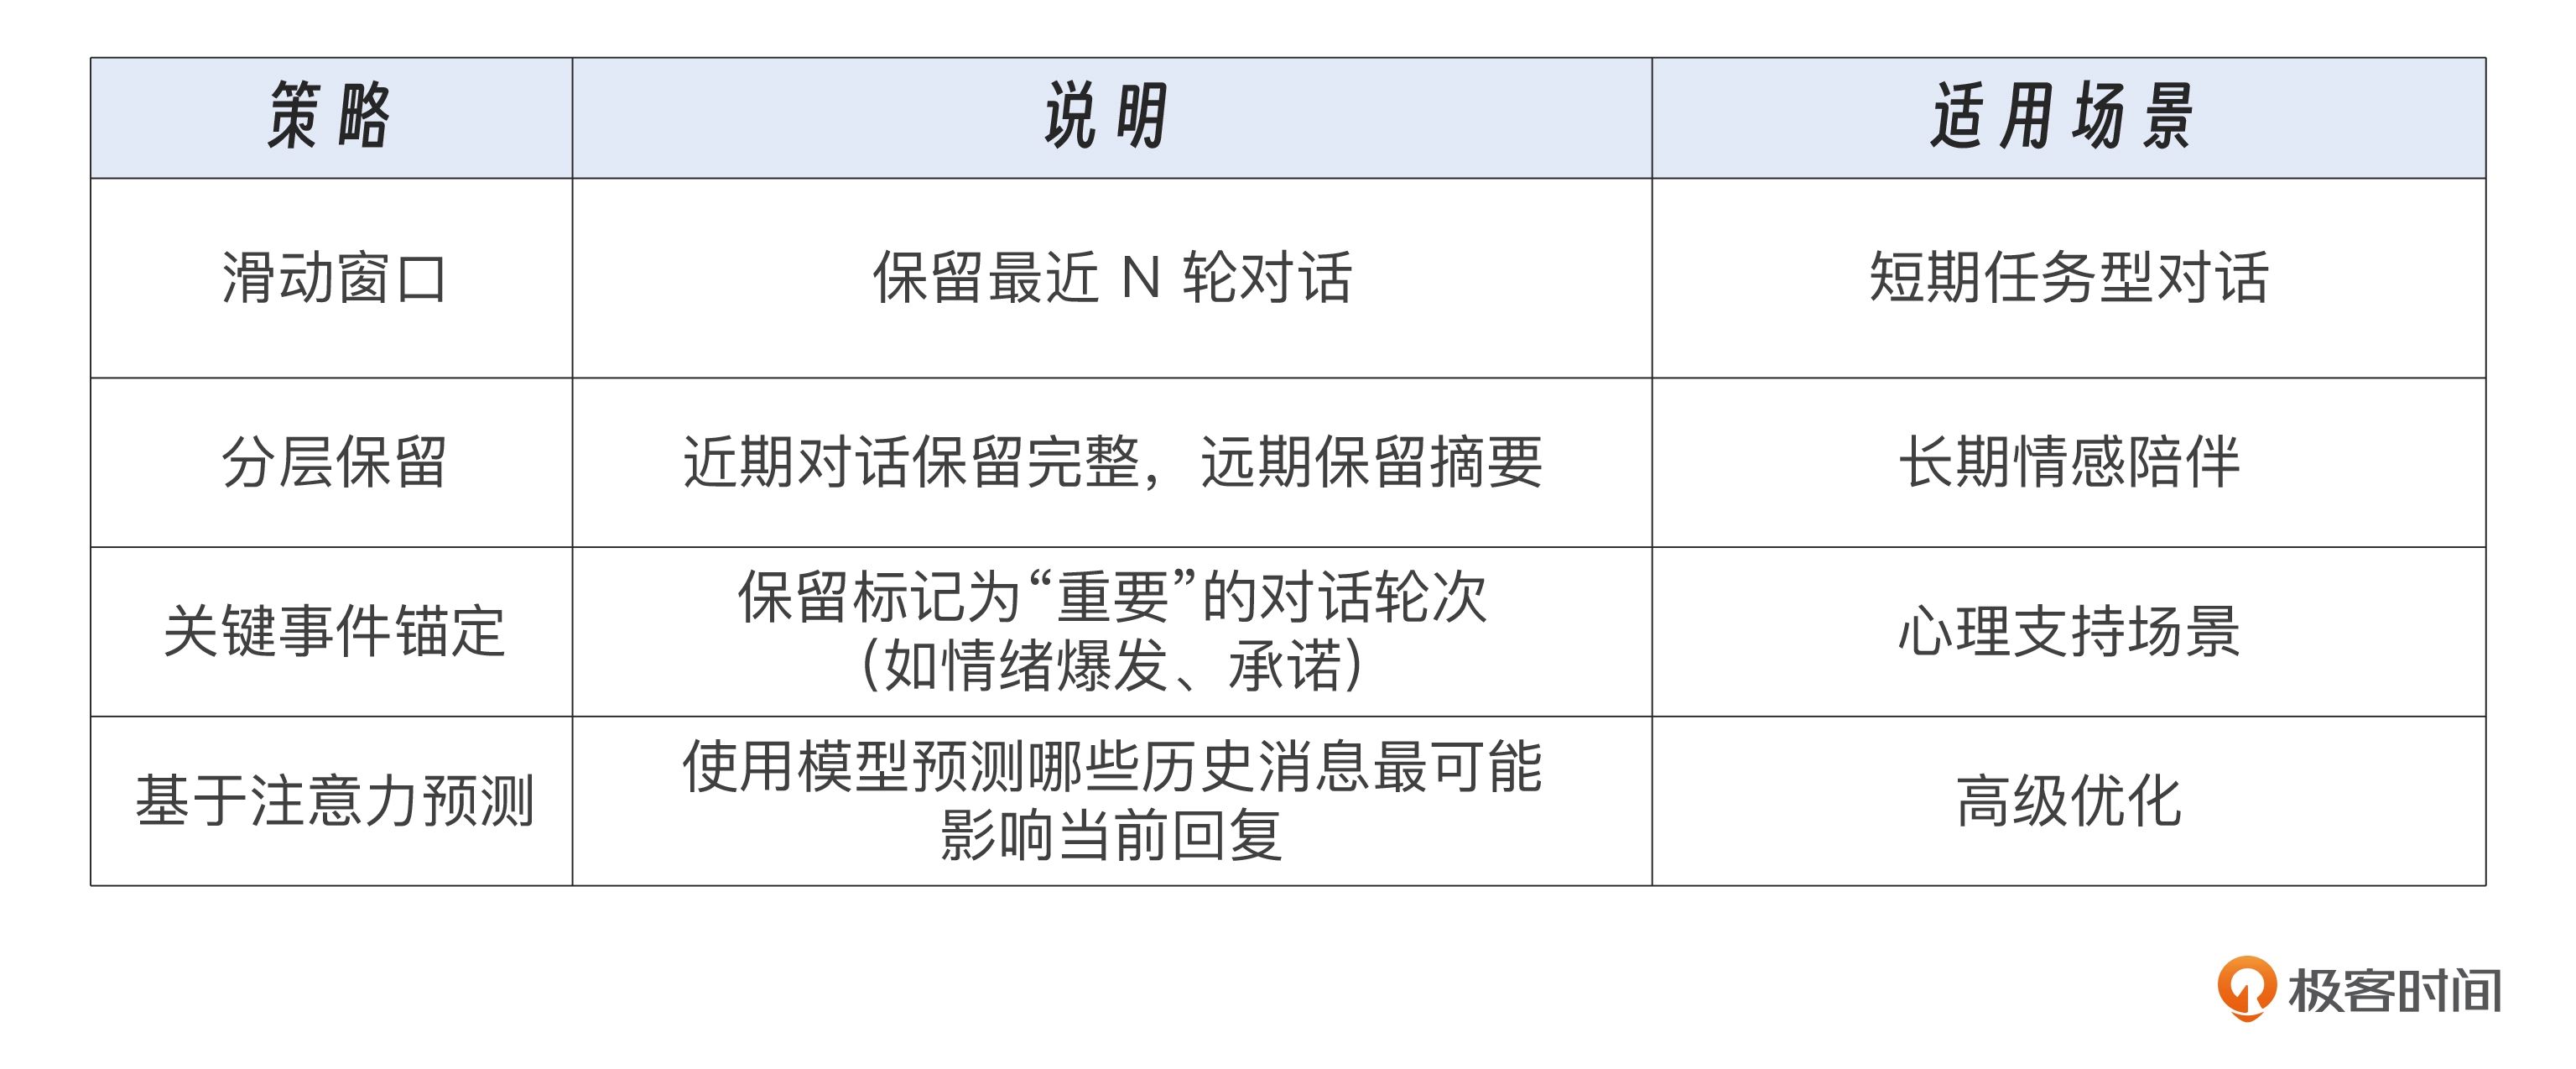 策略 说明 适用场景
滑动窗口 保留最近 N 轮对话 短期任务型对话
分层保留 近期对话保留完整，远期保留摘要 长期情感陪伴
关键事件锚定 保留标记为“重要”的对话轮次
（如情绪爆发、承诺） 心理支持场景
基于注意力预测 使用模型预测哪些历史消息最可能
影响当前回复 高级优化
极客时间